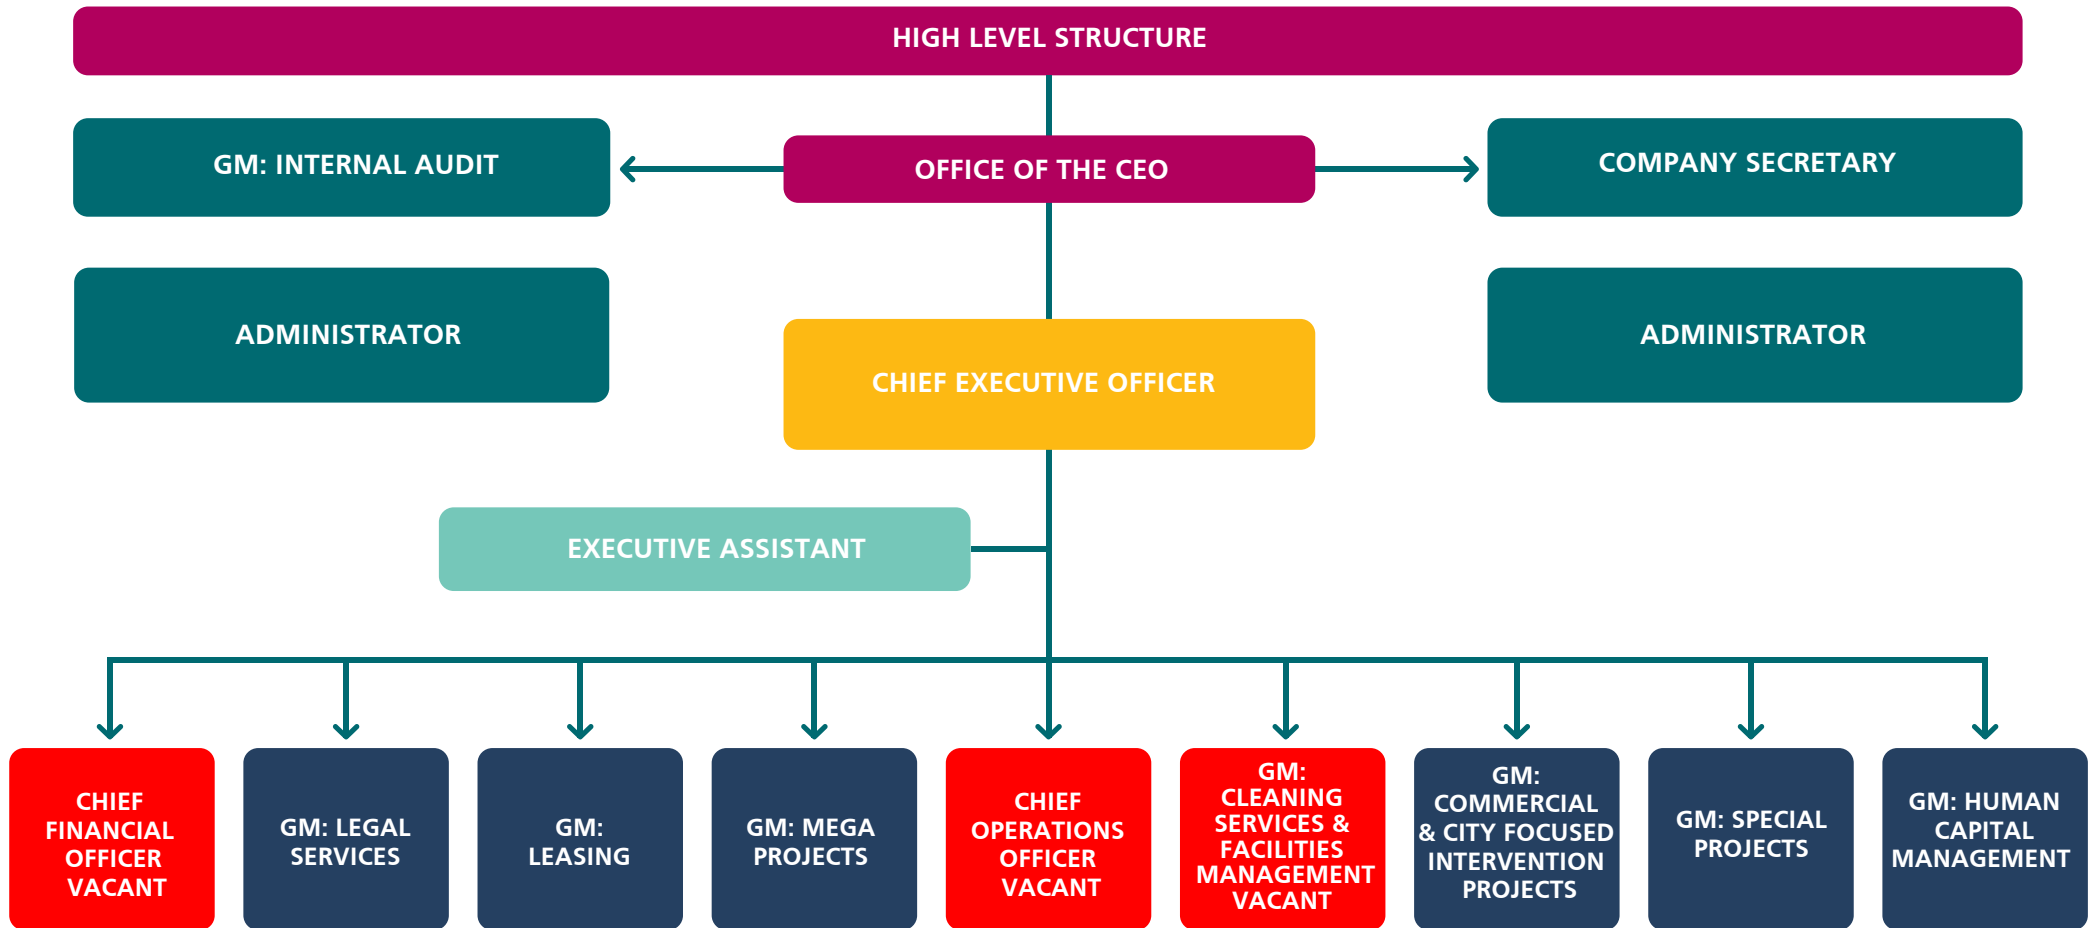 HIGH LEVEL STRUCTURE
GM: INTERNAL AUDIT
OFFICE OF THE CEO
COMPANY SECRETARY
ADMINISTRATOR
ADMINISTRATOR
CHIEF EXECUTIVE OFFICER
EXECUTIVE ASSISTANT
CHIEF
FINANCIAL
OFFICER
VACANT
GM: LEGAL
SERVICES
GM:
LEASING
GM: MEGA
PROJECTS
CHIEF
OPERATIONS
OFFICER
VACANT
GM:
CLEANING
SERVICES &
FACILITIES
MANAGEMENT
VACANT
GM:
COMMERCIAL
& CITY FOCUSED
INTERVENTION
PROJECTS
GM: SPECIAL
PROJECTS
GM: HUMAN
CAPITAL
MANAGEMENT